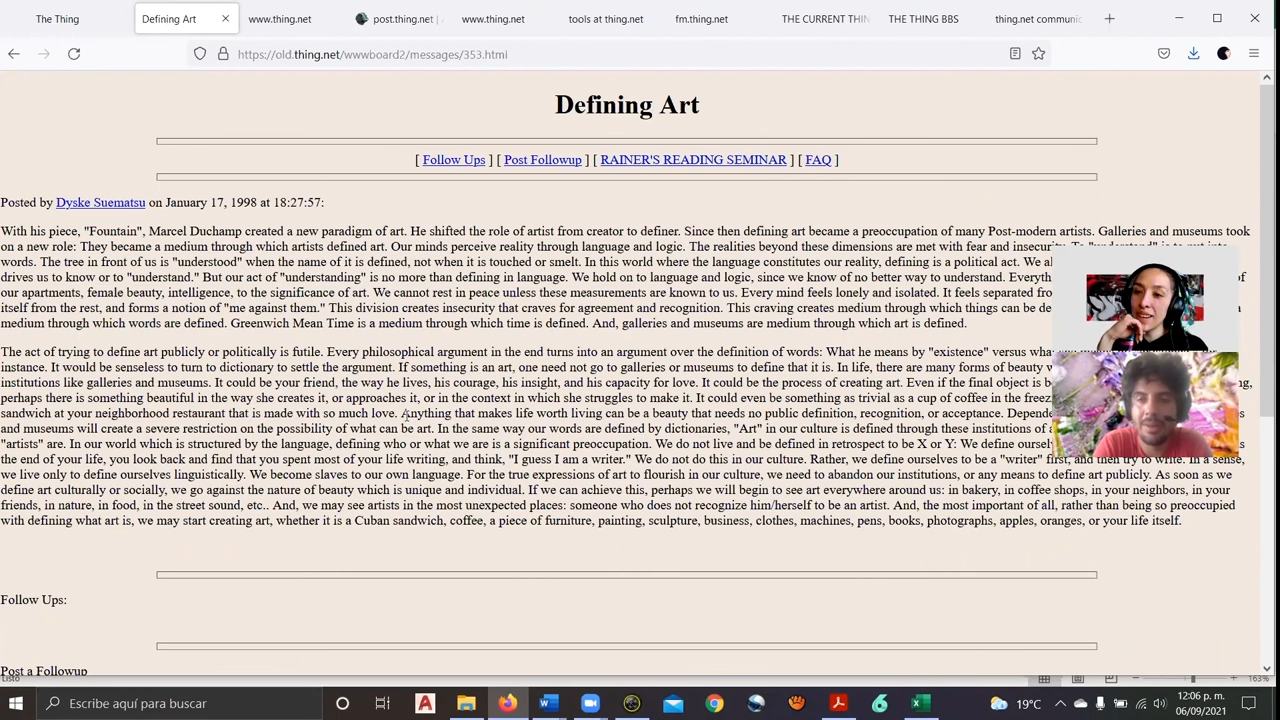 The Thing
Defining Art
www.thing.net
post.thing.net |
www.thing.net
tools at thing.net
fm.thing.net
THE CURRENT THIN
THE THING BBS
thing.net communic
https://old.thing.net/wwwboard2/messages/353.html
Defining Art
[ Follow Ups ] [ Post Followup ] [ RAINER'S READING SEMINAR ] [ FAQ ]
Posted by Dyske Suematsu on January 17, 1998 at 18:27:57:
With his piece, "Fountain", Marcel Duchamp created a new paradigm of art. He shifted the role of artist from creator to definer. Since then defining art became a preoccupation of many Post-modern artists. Galleries and museums took
on a new role: They became a medium through which artists defined art. Our minds perceive reality through language and logic. The realities beyond these dimensions are met with fear and insecurity. To "understand" is to put into
words. The tree in front of us is "understood" when the name of it is defined, not when it is touched or smelt. In this world where the language constitutes our reality, defining is a political act. We al
drives us to know or to "understand." But our act of "understanding" is no more than defining in language. We hold on to language and logic, since we know of no better way to understand. Everyth of
our apartments, female beauty, intelligence, to the significance of art. We cannot rest in peace unless these measurements are known to us. Every mind feels lonely and isolated. It feels separated fro
itself from the rest, and forms a notion of "me against them." This division creates insecurity that craves for agreement and recognition. This craving creates medium through which things can be de
medium through which words are defined. Greenwich Mean Time is a medium through which time is defined. And, galleries and museums are medium through which art is defined.
The act of trying to define art publicly or politically is futile. Every philosophical argument in the end turns into an argument over the definition of words: What he means by "existence" versus wha
instance. It would be senseless to turn to dictionary to settle the argument. If something is an art, one need not go to galleries or museums to define that it is. In life, there are many forms of beauty w
institutions like galleries and museums. It could be your friend, the way he lives, his courage, his insight, and his capacity for love. It could be the process of creating art. Even if the final object is b ng,
perhaps there is something beautiful in the way she creates it, or approaches it, or in the context in which she struggles to make it. It could even be something as trivial as a cup of coffee in the freez
sandwich at your neighborhood restaurant that is made with so much love. Anything that makes life worth living can be a beauty that needs no public definition, recognition, or acceptance. Depende es
and museums will create a severe restriction on the possibility of what can be art. In the same way our words are defined by dictionaries, "Art" in our culture is defined through these institutions of a
"artists" are. In our world which is structured by the language, defining who or what we are is a significant preoccupation. We do not live and be defined in retrospect to be X or Y: We define oursel at
the end of your life, you look back and find that you spent most of your life writing, and think, "I guess I am a writer." We do not do this in our culture. Rather, we define ourselves to be a "writer" first, and then try to write. In a sense,
we live only to define ourselves linguistically. We become slaves to our own language. For the true expressions of art to flourish in our culture, we need to abandon our institutions, or any means to define art publicly. As soon as we
define art culturally or socially, we go against the nature of beauty which is unique and individual. If we can achieve this, perhaps we will begin to see art everywhere around us: in bakery, in coffee shops, in your neighbors, in your
friends, in nature, in food, in the street sound, etc.. And, we may see artists in the most unexpected places: someone who does not recognize him/herself to be an artist. And, the most important of all, rather than being so preoccupied
with defining what art is, we may start creating art, whether it is a Cuban sandwich, coffee, a piece of furniture, painting, sculpture, business, clothes, machines, pens, books, photographs, apples, oranges, or your life itself.
Follow Ups:
Post a Followup
Listo
163%
Escribe aquí para buscar
19°C
12:06 p. m.
06/09/2021